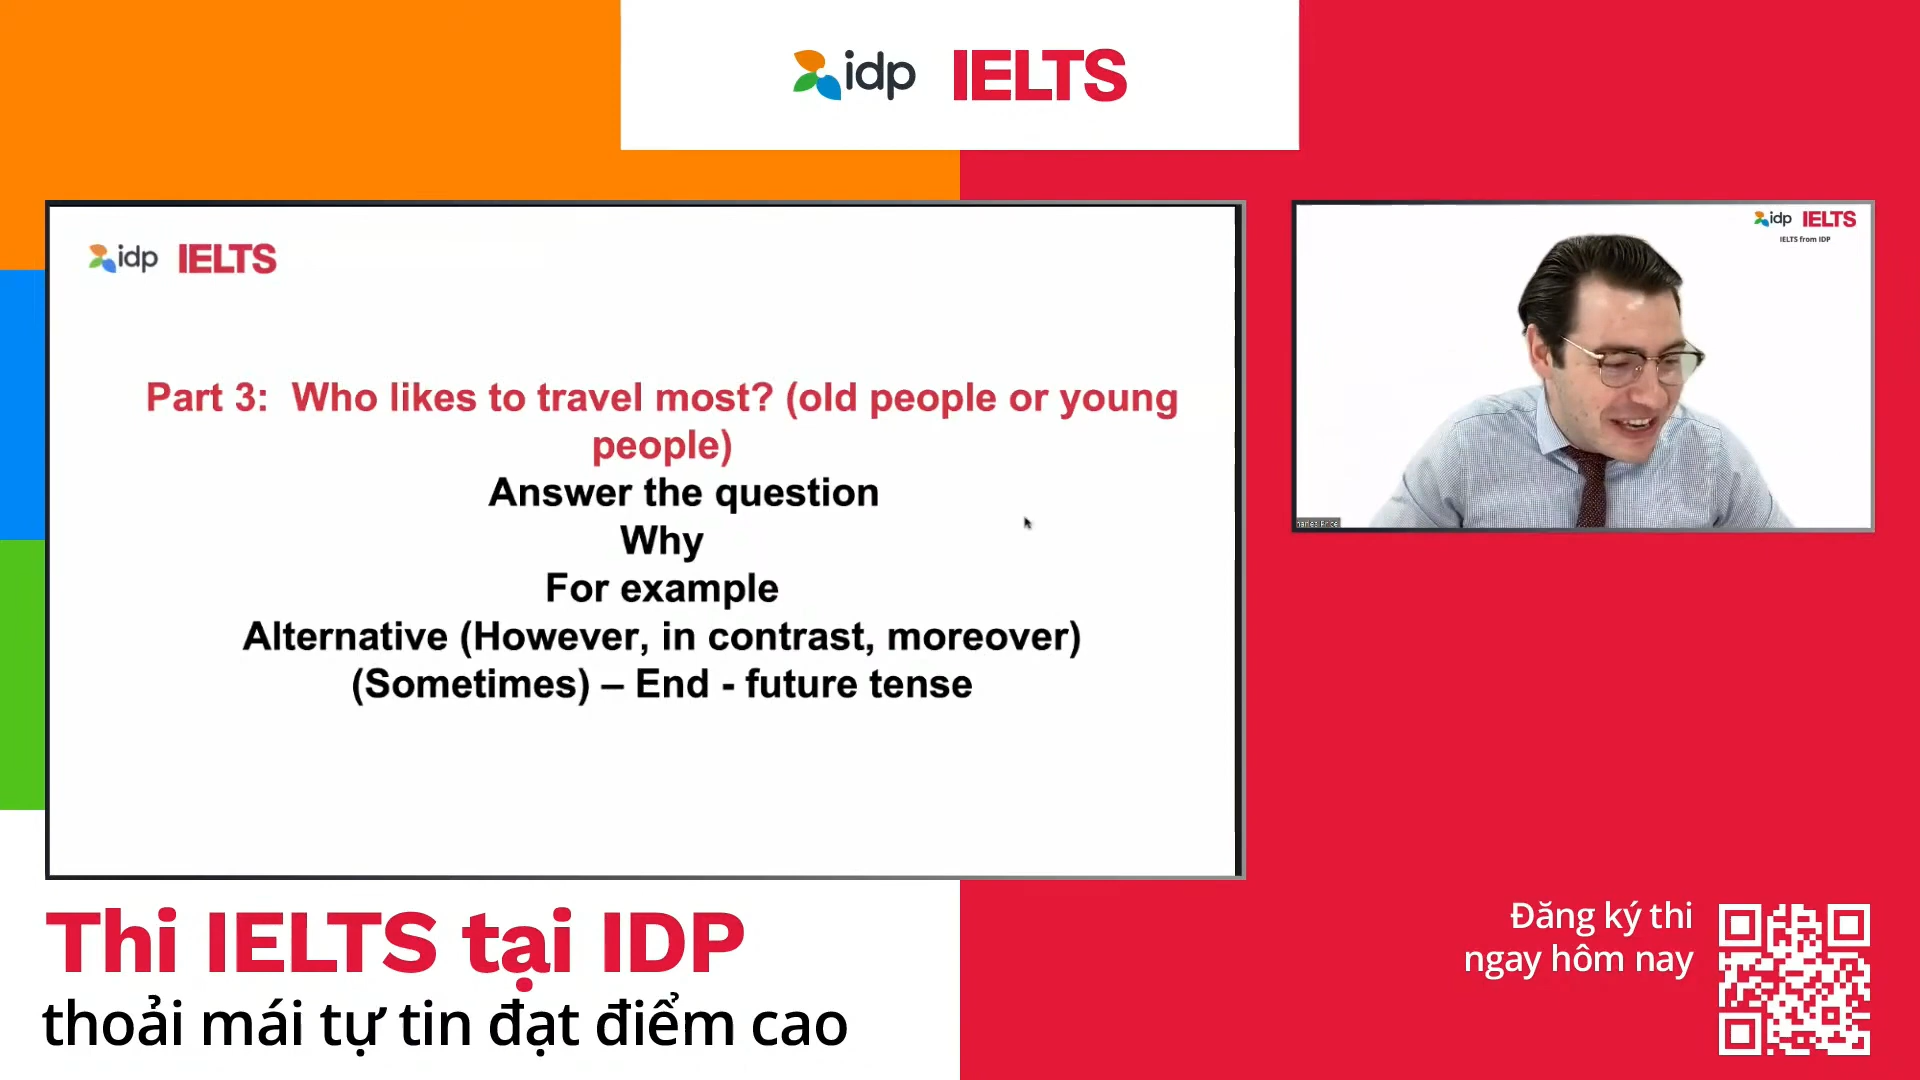 idp IELTS
idp IELTS
Part 3: Who likes to travel most? (old people or young
people)
Answer the question
Why
For example
Alternative (However, in contrast, moreover)
(Sometimes) – End - future tense
idp IELTS
IELTS from IDP
Thi IELTS tại IDP
thoải mái tự tin đạt điểm cao
Đăng ký thi
ngay hôm nay